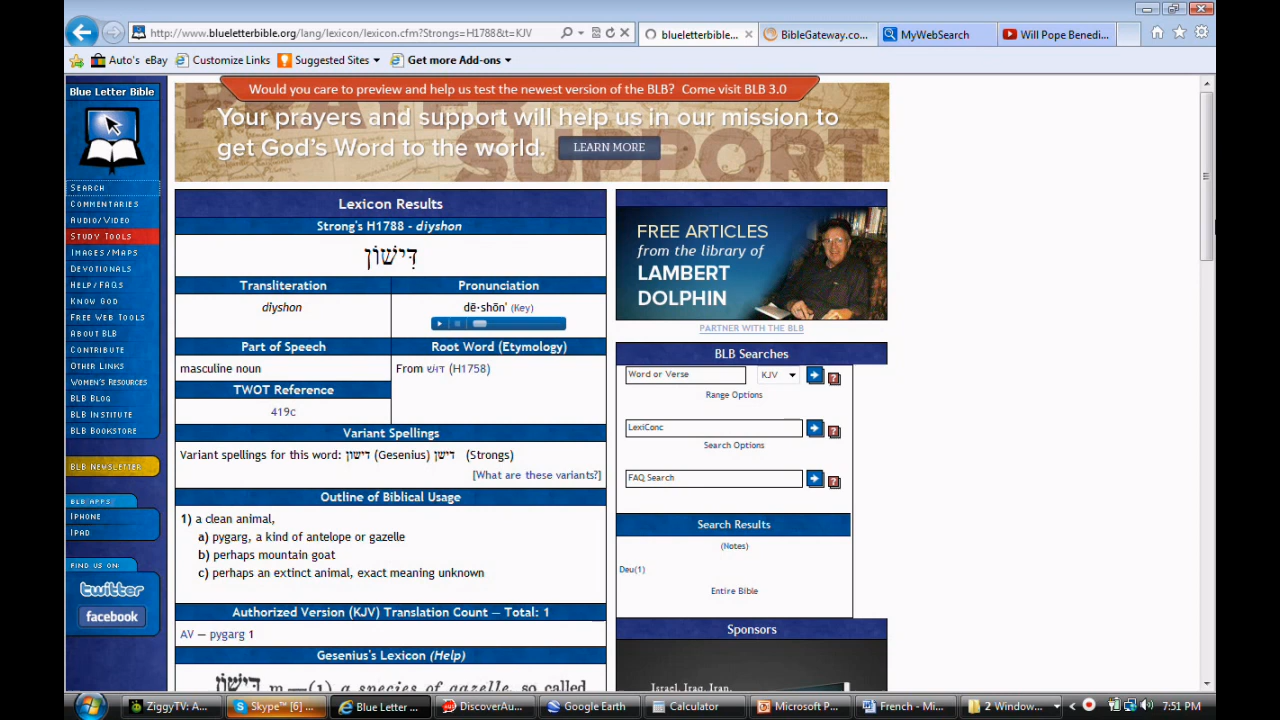 http://www.blueletterbible.org/lang/lexicon/lexicon.cfm?Strongs=H1788&t=KJV
blueletterbible...
BibleGateway.co...
MyWebSearch
Will Pope Benedi...
Auto's eBay
Customize Links
Suggested Sites
Get more Add-ons
Blue Letter Bible
SEARCH
COMMENTARIES
AUDIO/VIDEO
STUDY TOOLS
IMAGES/MAPS
DEVOTIONALS
HELP/FAQS
KNOW GOD
FREE WEB TOOLS
ABOUT BLB
CONTRIBUTE
OTHER LINKS
WOMEN'S RESOURCES
BLB BLOG
BLB INSTITUTE
BLB BOOKSTORE
BLB NEWSLETTER
BLB APPS
IPHONE
IPAD
FIND US ON:
twitter
facebook
Would you care to preview and help us test the newest version of the BLB? Come visit BLB 3.0
PRAYER
SUPPORT
Your prayers and support will help us in our mission to
get God's Word to the world.
LEARN MORE
Lexicon Results
Strong's H1788 - diyshon
דִּישׁוֹן
Transliteration
Pronunciation
diyshon
dē·shōn' (Key)
Part of Speech
Root Word (Etymology)
masculine noun
From דּוּשׁ (H1758)
TWOT Reference
419c
Variant Spellings
Variant spellings for this word: דישון (Gesenius) דישן (Strongs)
[What are these variants?]
Outline of Biblical Usage
1) a clean animal,
a) pygarg, a kind of antelope or gazelle
b) perhaps mountain goat
c) perhaps an extinct animal, exact meaning unknown
Authorized Version (KJV) Translation Count — Total: 1
AV — pygarg 1
Gesenius's Lexicon (Help)
דִּישׁוֹן m.—(1) a species of gazelle, so called
FREE ARTICLES
from the library of
LAMBERT
DOLPHIN
PARTNER WITH THE BLB
BLB Searches
Word or Verse
KJV
Range Options
LexiConc
Search Options
FAQ Search
Search Results
(Notes)
Deu(1)
Entire Bible
Sponsors
Israel, Iraq, Iran,
ZiggyTV: A...
Skype™ [6] ...
Blue Letter ...
DiscoverAu...
Google Earth
Calculator
Microsoft P...
French - Mi...
2 Window...
7:51 PM